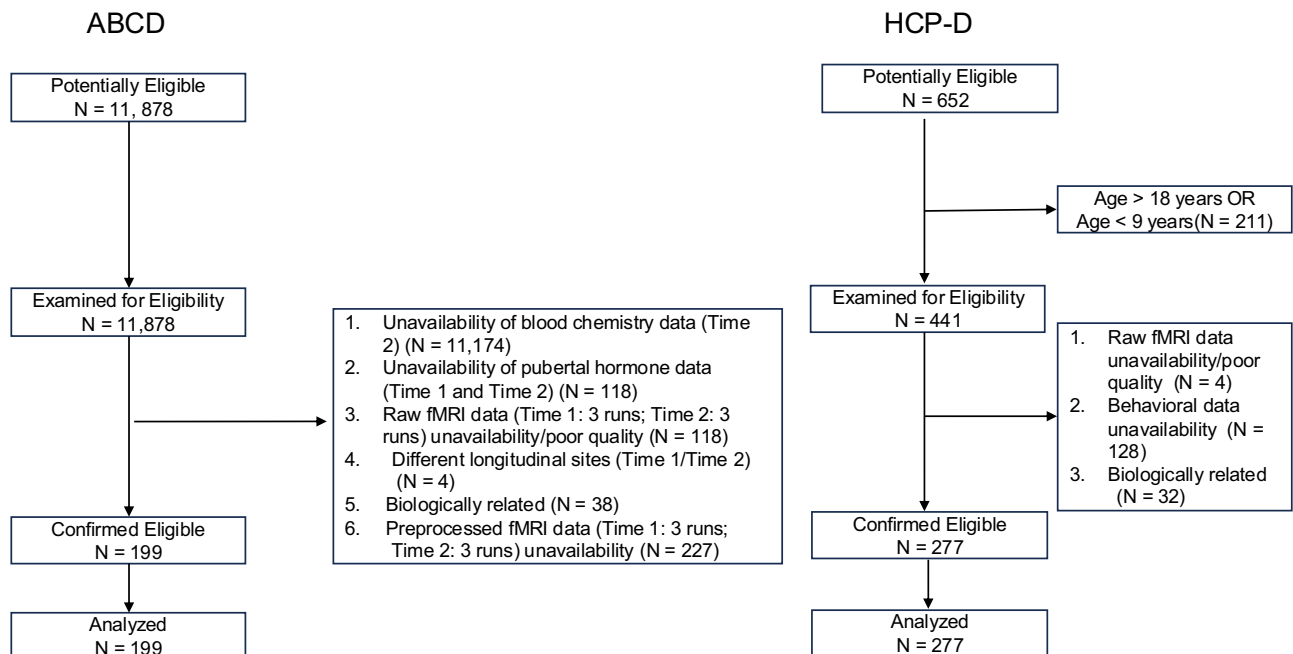 ABCD
Potentially Eligible
N = 11, 878
Examined for Eligibility
N = 11,878
1. Unavailability of blood chemistry data (Time
2) (N = 11,174)
2. Unavailability of pubertal hormone data
(Time 1 and Time 2) (N = 118)
3. Raw fMRI data (Time 1: 3 runs; Time 2: 3
runs) unavailability/poor quality (N = 118)
4. Different longitudinal sites (Time 1/Time 2)
(N = 4)
5. Biologically related (N = 38)
6. Preprocessed fMRI data (Time 1: 3 runs;
Time 2: 3 runs) unavailability (N = 227)
Confirmed Eligible
N = 199
Analyzed
N = 199
HCP-D
Potentially Eligible
N = 652
Age > 18 years OR
Age < 9 years(N = 211)
Examined for Eligibility
N = 441
1. Raw fMRI data
unavailability/poor
quality (N = 4)
2. Behavioral data
unavailability (N =
128)
3. Biologically related
(N = 32)
Confirmed Eligible
N = 277
Analyzed
N = 277